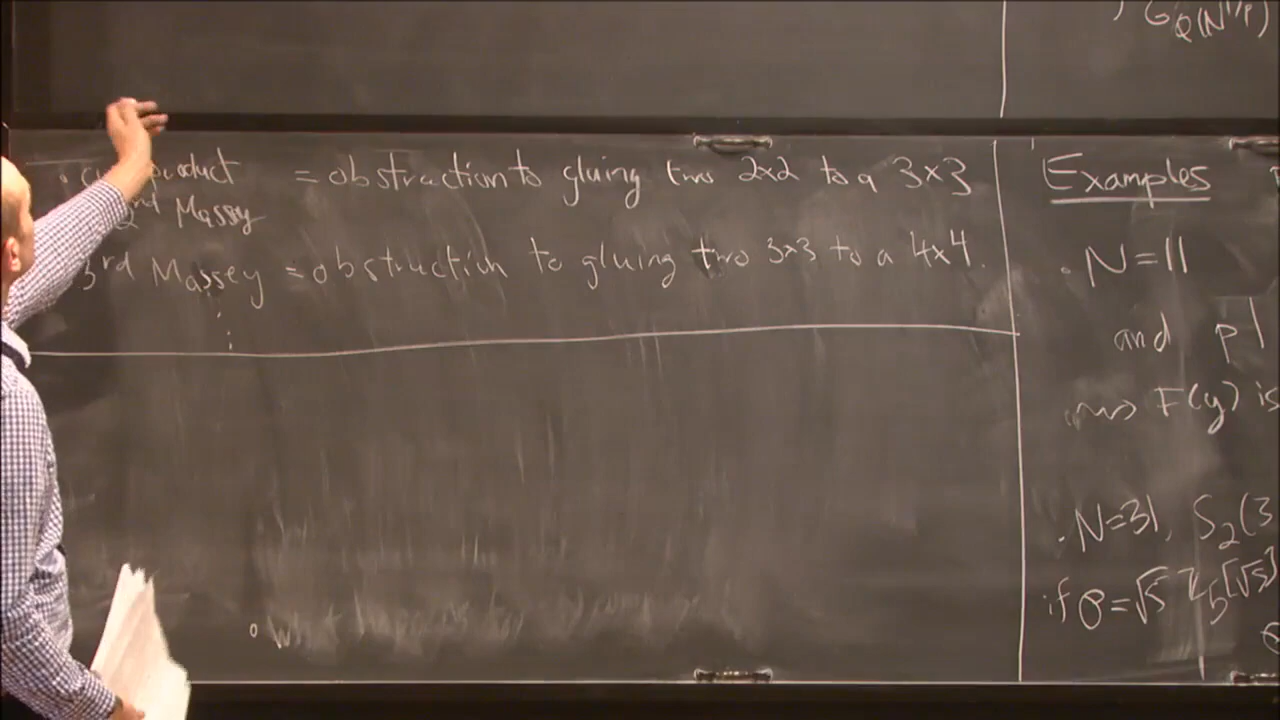 G_Q(N^1/p)
product = obstruction to gluing two 2x2 to a 3x3
2nd Massey
3rd Massey = obstruction to gluing two 3x3 to a 4x4.
⋮
Examples
· N=11
and p|
⇝ F(y) is
· N=31, S_2(3
if ℘=√5 Z_5[√5]